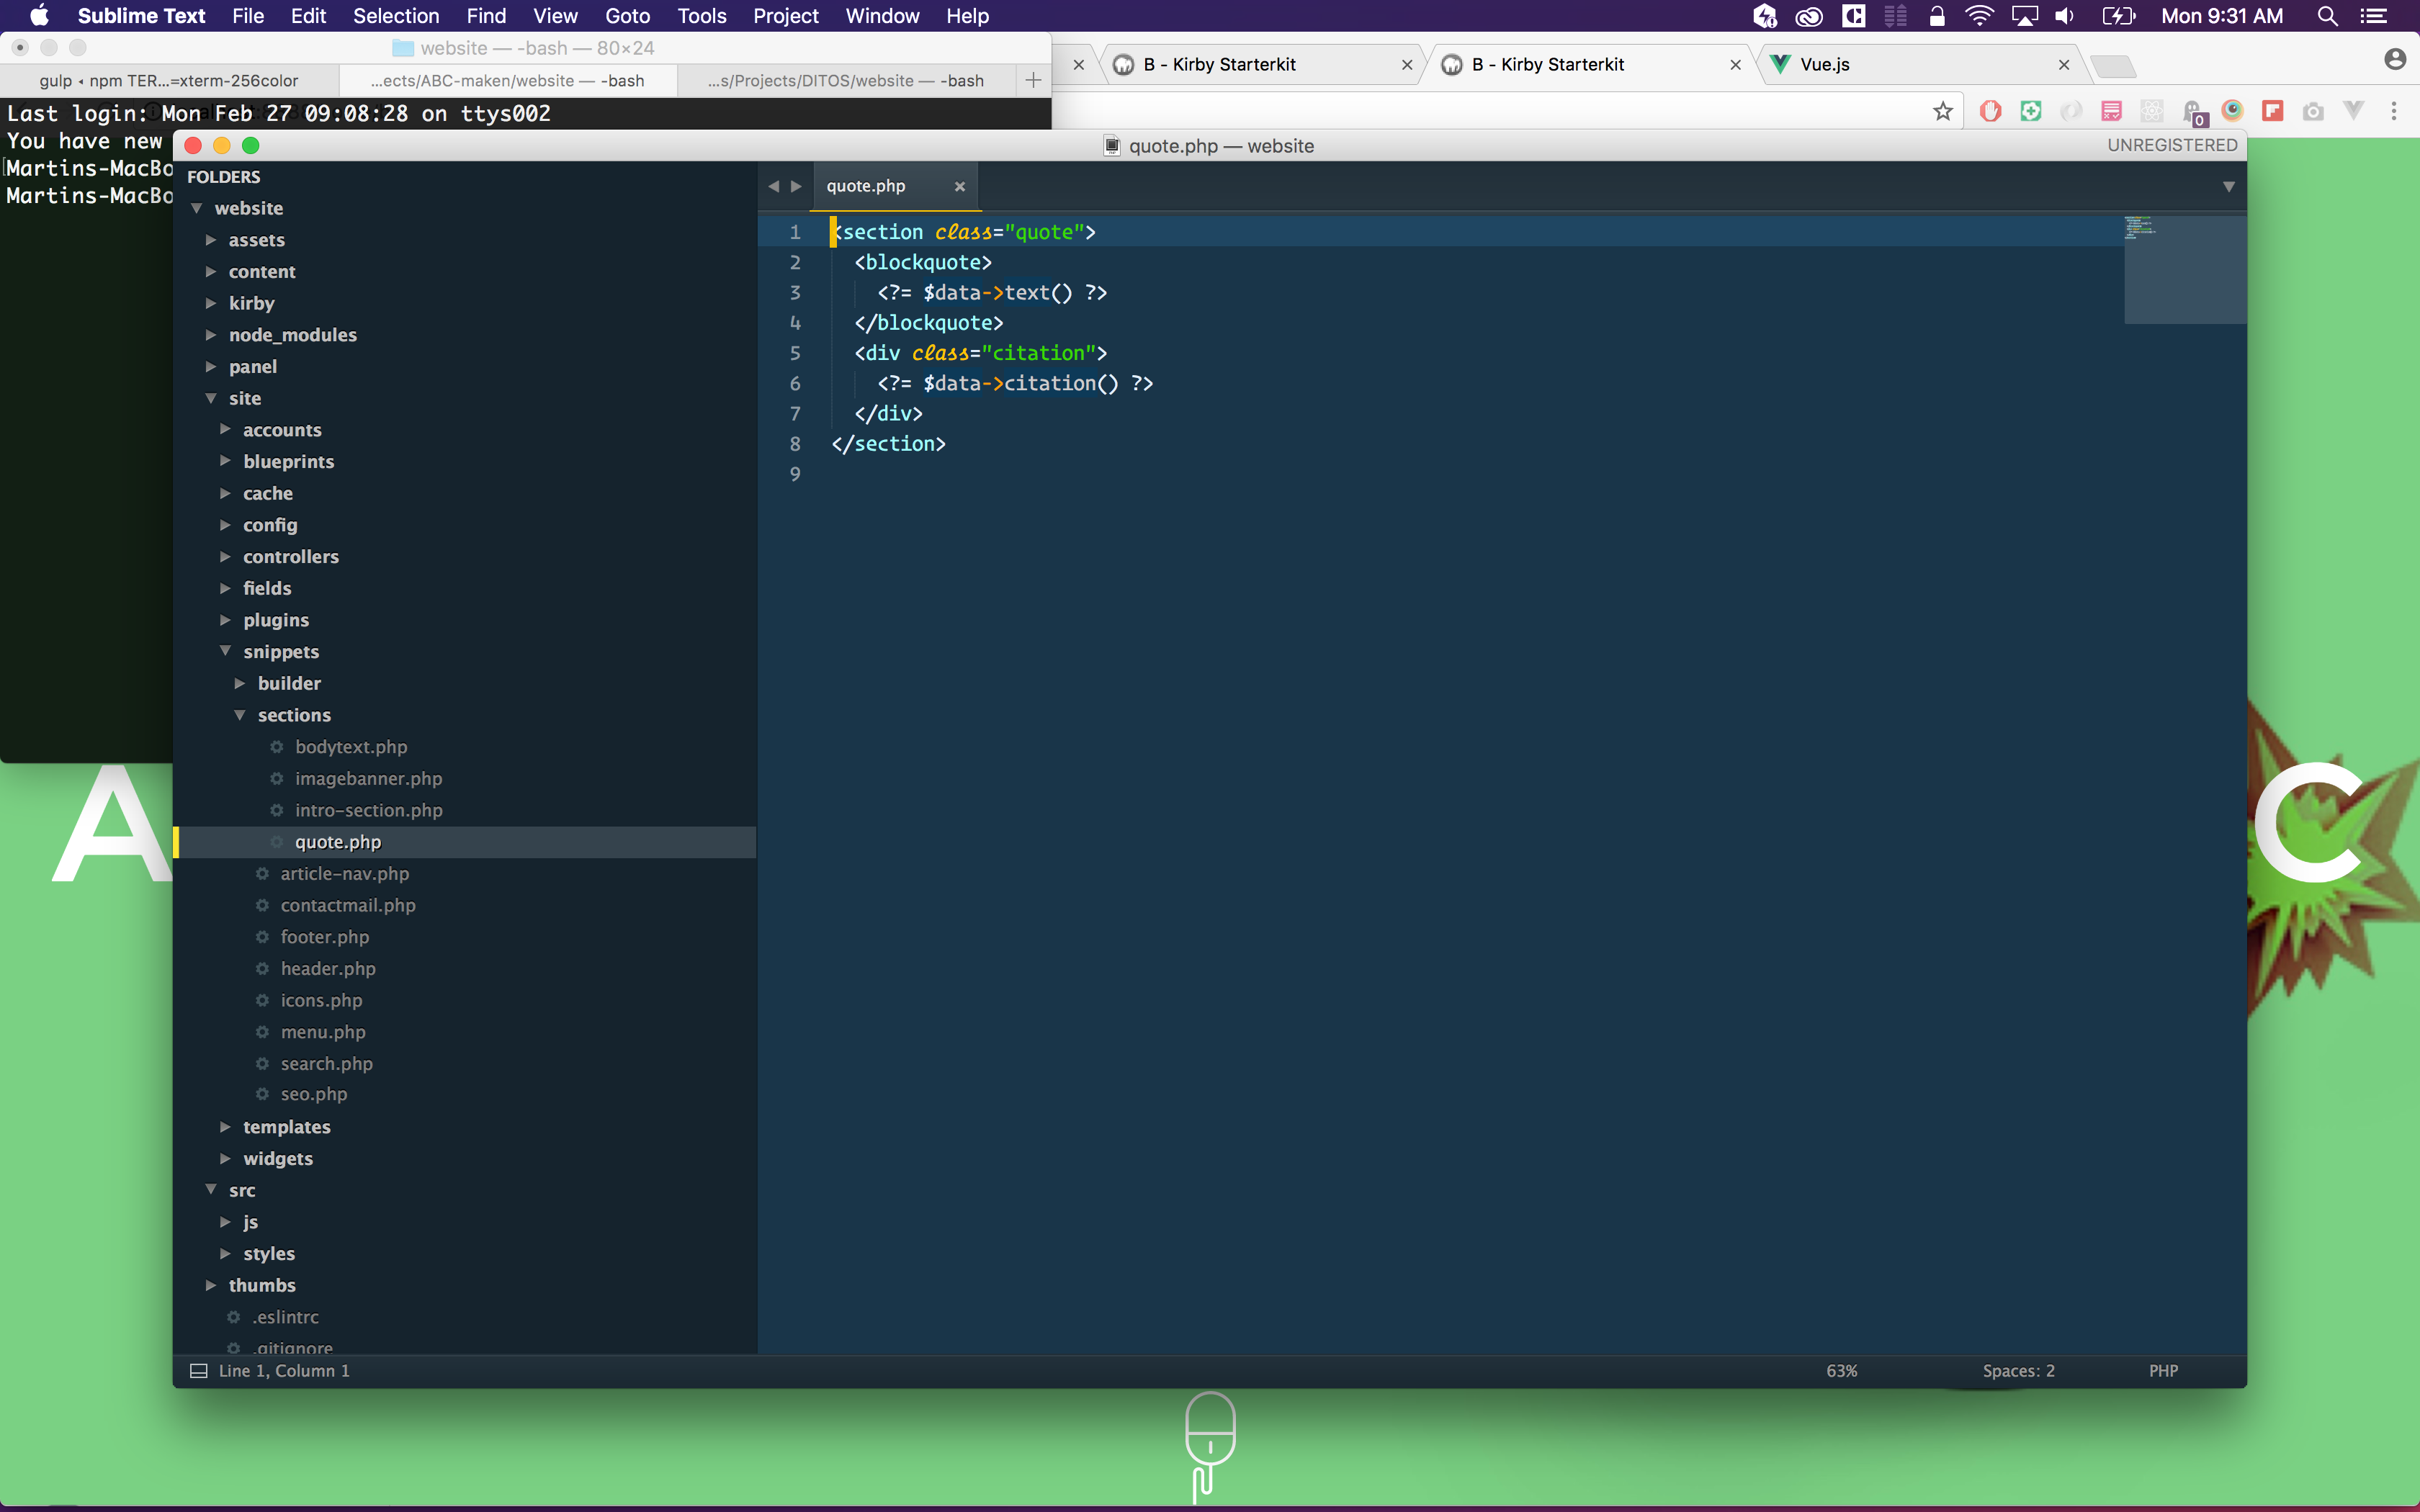 Sublime Text File Edit Selection Find View Goto Tools Project Window Help Mon 9:31 AM
website — -bash — 80×24
gulp ◂ npm TER...=xterm-256color ...ects/ABC-maken/website — -bash ...s/Projects/DITOS/website — -bash
B - Kirby Starterkit
B - Kirby Starterkit
Vue.js
0
Last login: Mon Feb 27 09:08:28 on ttys002
You have new
Martins-MacBo
Martins-MacBo
quote.php — website
UNREGISTERED
FOLDERS
website
assets
content
kirby
node_modules
panel
site
accounts
blueprints
cache
config
controllers
fields
plugins
snippets
builder
sections
bodytext.php
imagebanner.php
intro-section.php
quote.php
article-nav.php
contactmail.php
footer.php
header.php
icons.php
menu.php
search.php
seo.php
templates
widgets
src
js
styles
thumbs
.eslintrc
.gitignore
quote.php
1 <section class="quote">
2 <blockquote>
3 <?= $data->text() ?>
4 </blockquote>
5 <div class="citation">
6 <?= $data->citation() ?>
7 </div>
8 </section>
9
Line 1, Column 1
63%
Spaces: 2
PHP
A
C